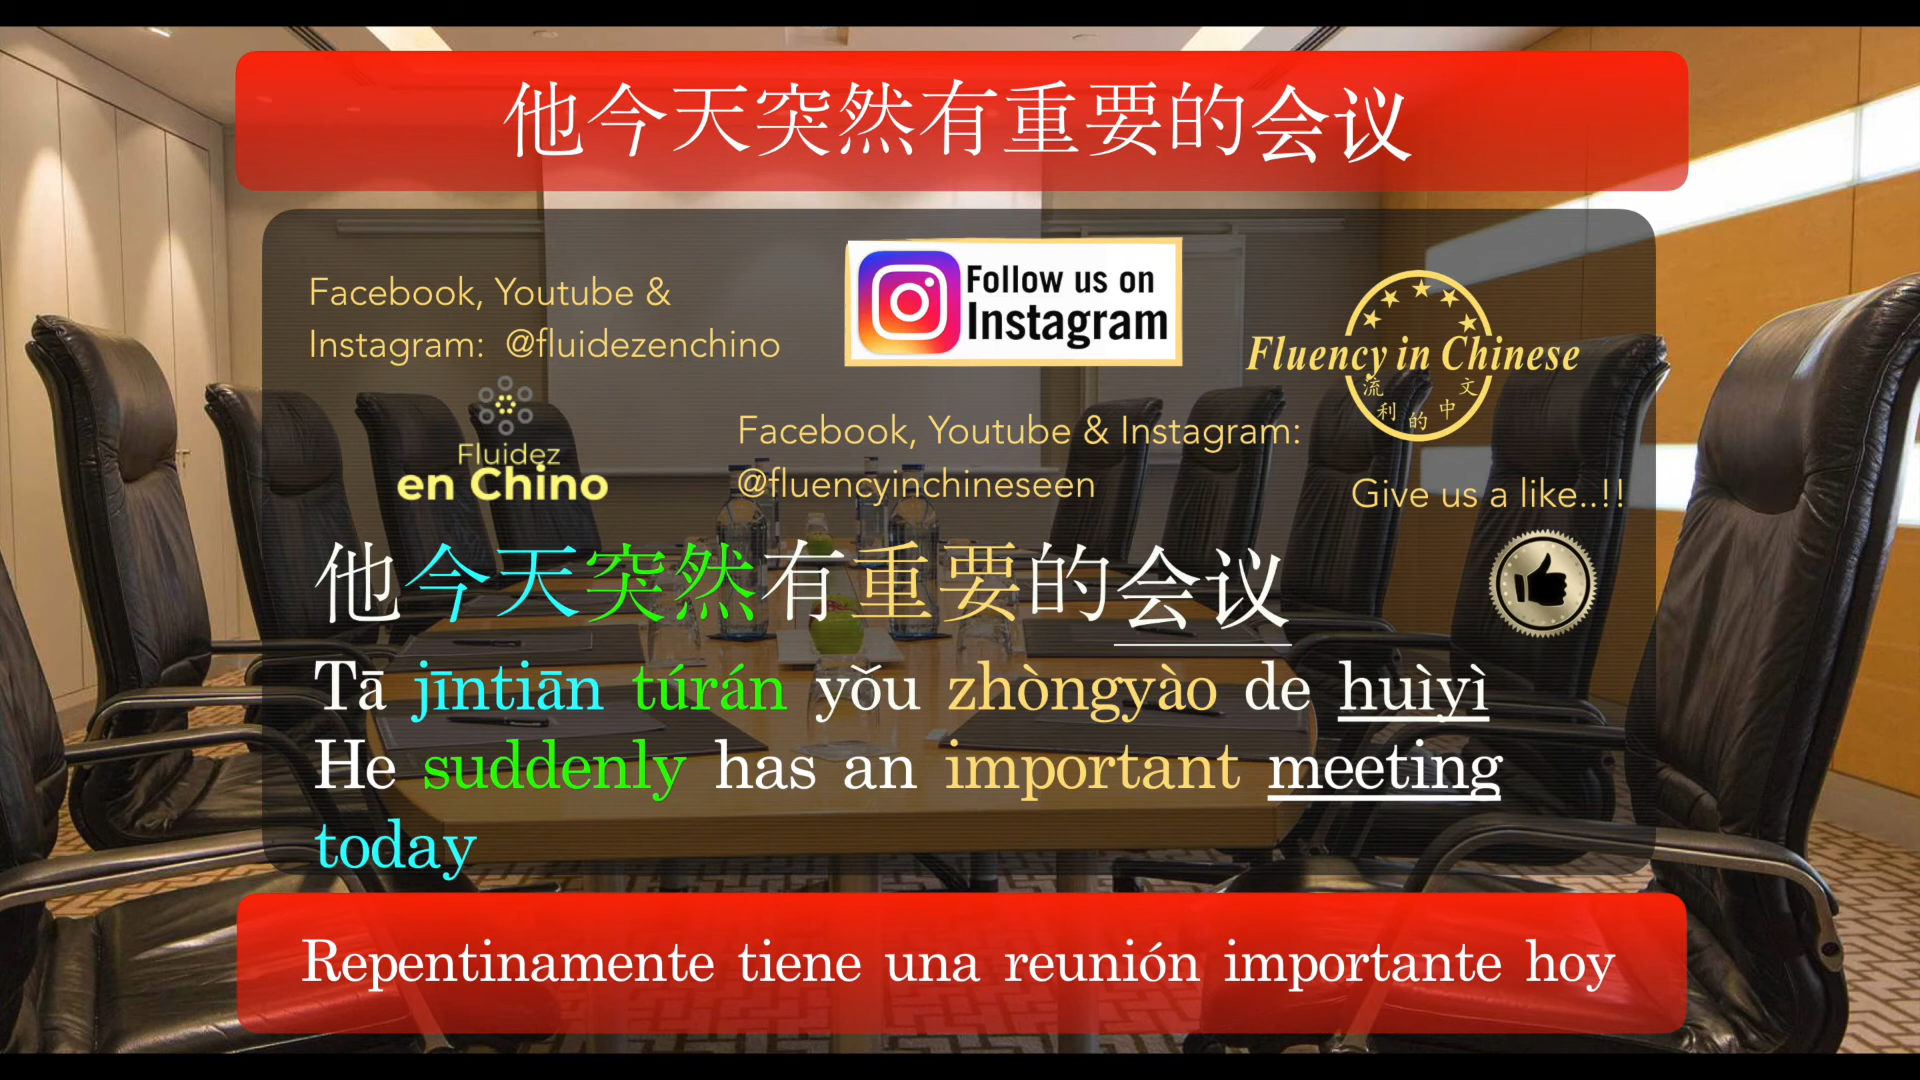 他今天突然有重要的会议
Facebook, Youtube &
Instagram: @fluidezenchino
Follow us on
Instagram
Fluency in Chinese
流利的中文
Fluidez
en Chino
Facebook, Youtube & Instagram:
@fluencyinchineseen
Give us a like..!!
他今天突然有重要的会议
Tā jīntiān túrán yǒu zhòngyào de huìyì
He suddenly has an important meeting
today
Repentinamente tiene una reunión importante hoy